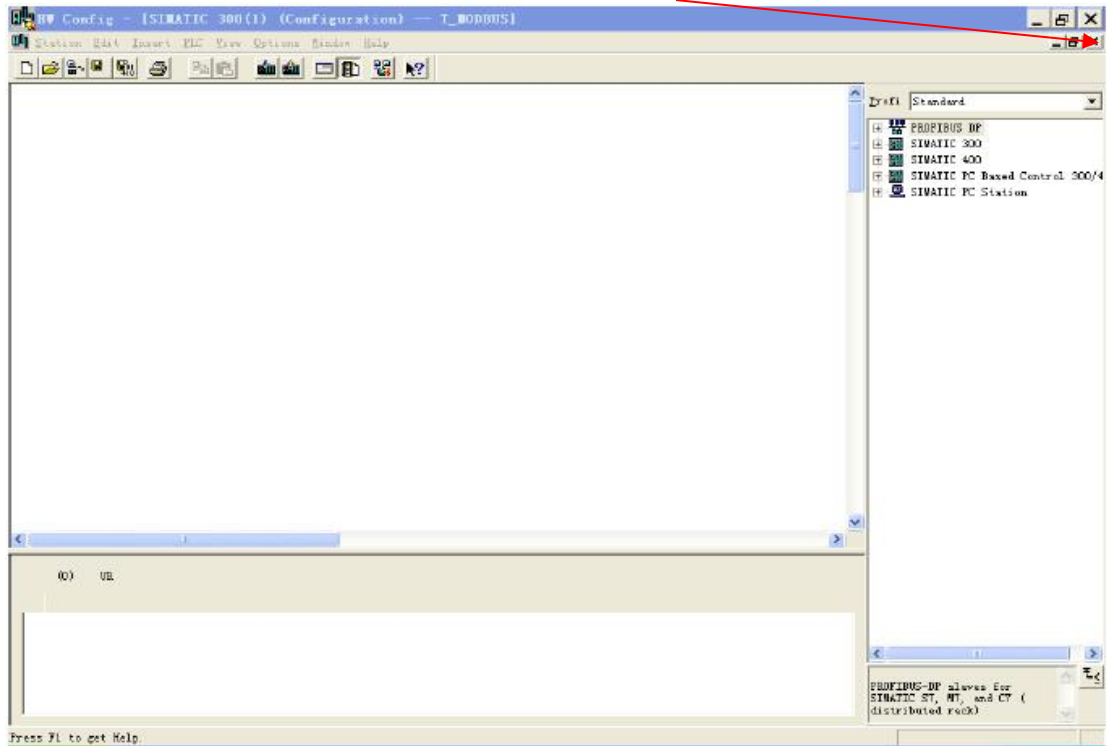 HW Config - [SIMATIC 300(1) (Configuration) -- T_MODBUS]
Station Edit Insert PLC View Options Window Help
Profi Standard
PROFIBUS DP
SIMATIC 300
SIMATIC 400
SIMATIC PC Based Control 300/4
SIMATIC PC Station
(0) UR
PROFIBUS-DP slaves for
SIMATIC S7, M7, and C7 (
distributed rack)
Press F1 to get Help.